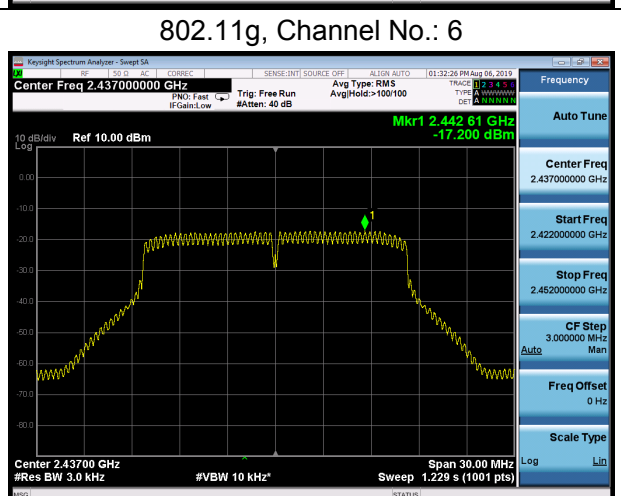 802.11g, Channel No.: 6
Keysight Spectrum Analyzer - Swept SA
RF 50 Ω AC CORREC SENSE:INT SOURCE OFF ALIGN AUTO 01:32:26 PM Aug 06, 2019
Center Freq 2.437000000 GHz
PNO: Fast
IFGain:Low
Trig: Free Run
#Atten: 40 dB
Avg Type: RMS
Avg|Hold:>100/100
TRACE 1 2 3 4 5 6
TYPE A WWWWW
DET A N N N N N
Frequency
Mkr1 2.442 61 GHz
-17.200 dBm
10 dB/div Ref 10.00 dBm
Log
0.00
-10.0
-20.0
-30.0
-40.0
-50.0
-60.0
-70.0
-80.0
1
Auto Tune
Center Freq
2.437000000 GHz
Start Freq
2.422000000 GHz
Stop Freq
2.452000000 GHz
CF Step
3.000000 MHz
Auto Man
Freq Offset
0 Hz
Scale Type
Log Lin
Center 2.43700 GHz Span 30.00 MHz
#Res BW 3.0 kHz #VBW 10 kHz* Sweep 1.229 s (1001 pts)
MSG STATUS